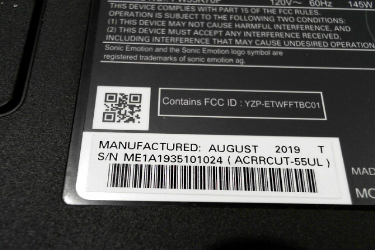 120V~ 60Hz 145W
THIS DEVICE COMPLIES WITH PART 15 OF THE FCC RULES.
OPERATION IS SUBJECT TO THE FOLLOWING TWO CONDITIONS:
(1) THIS DEVICE MAY NOT CAUSE HARMFUL INTERFERENCE, AND
(2) THIS DEVICE MUST ACCEPT ANY INTERFERENCE RECEIVED,
INCLUDING INTERFERENCE THAT MAY CAUSE UNDESIRED OPERATION
Sonic Emotion and the Sonic Emotion logo symbol are
registered trademarks of sonic emotion ag.
Contains FCC ID : YZP-ETWFFTBC01
MANUFACTURED: AUGUST 2019 T
S/N ME1A1935101024 ( ACRRCUT-55UL )
MAD
MO